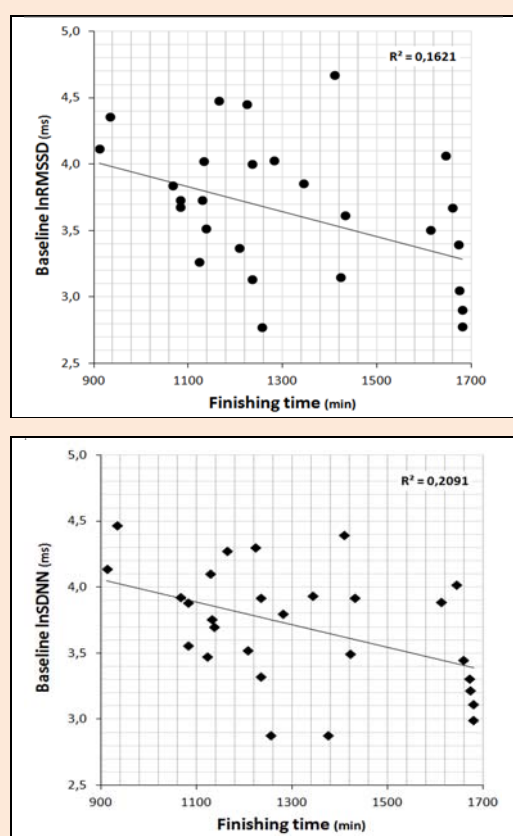 5,0
R² = 0,1621
4,5
4,0
3,5
3,0
2,5
Baseline lnRMSSD (ms)
900 1100 1300 1500 1700
Finishing time (min)
5,0
R² = 0,2091
4,5
4,0
3,5
3,0
2,5
Baseline lnSDNN (ms)
900 1100 1300 1500 1700
Finishing time (min)